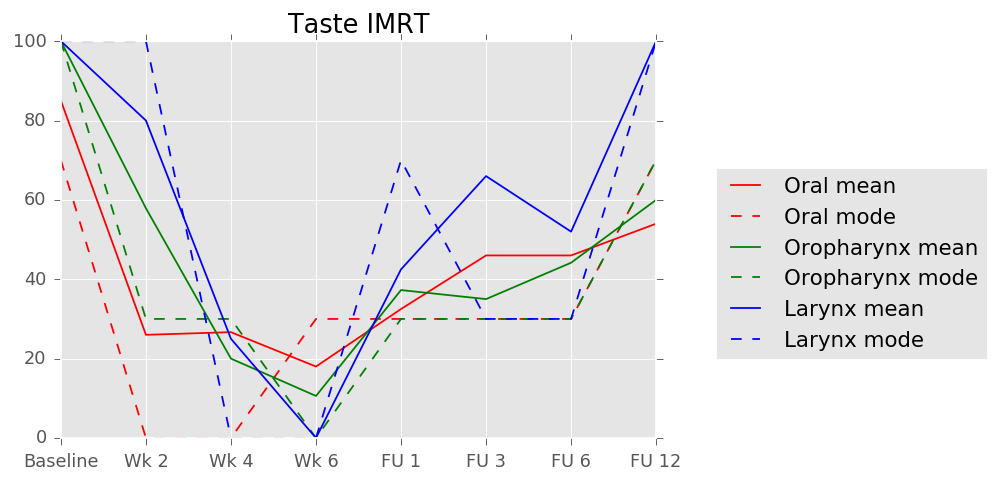 Taste IMRT
100
80
60
40
20
0
Baseline Wk 2 Wk 4 Wk 6 FU 1 FU 3 FU 6 FU 12
Oral mean
Oral mode
Oropharynx mean
Oropharynx mode
Larynx mean
Larynx mode